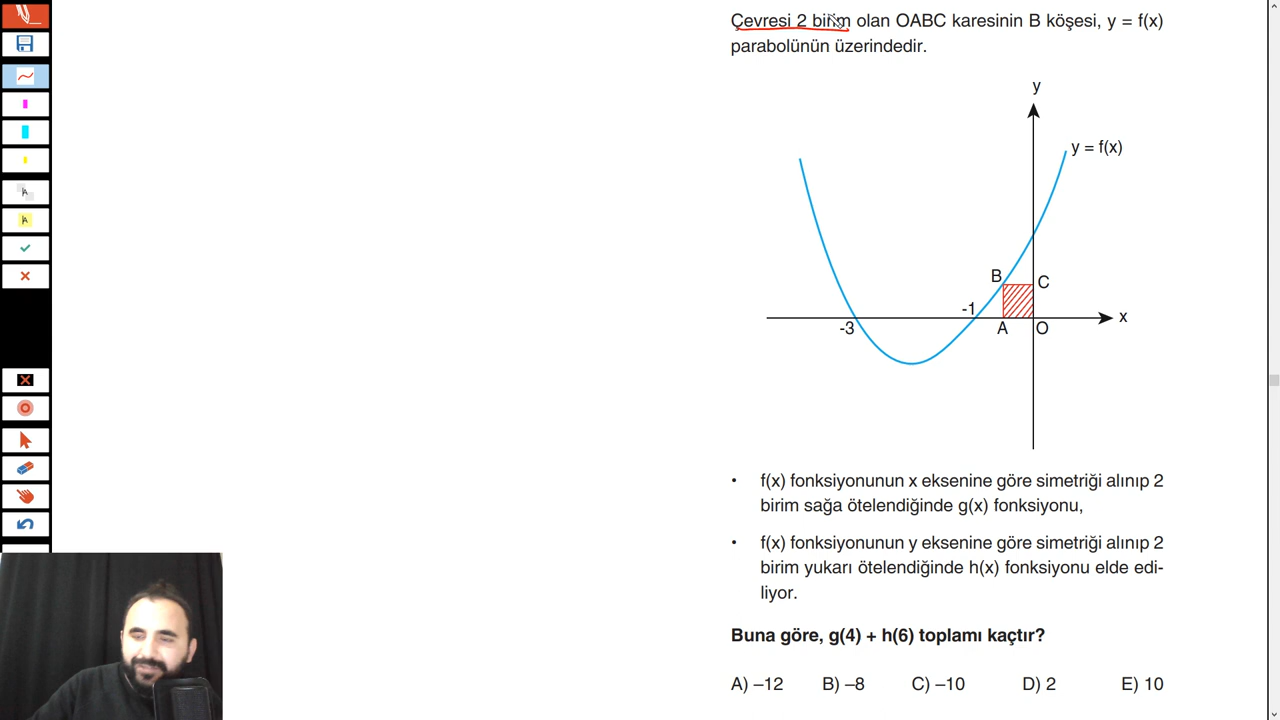 Çevresi 2 birim olan OABC karesinin B köşesi, y = f(x)
parabolünün üzerindedir.
y
y = f(x)
B
C
-1
x
-3
A
O
• f(x) fonksiyonunun x eksenine göre simetriği alınıp 2
birim sağa ötelendiğinde g(x) fonksiyonu,
• f(x) fonksiyonunun y eksenine göre simetriği alınıp 2
birim yukarı ötelendiğinde h(x) fonksiyonu elde edi-
liyor.
Buna göre, g(4) + h(6) toplamı kaçtır?
A) –12 B) –8 C) –10 D) 2 E) 10